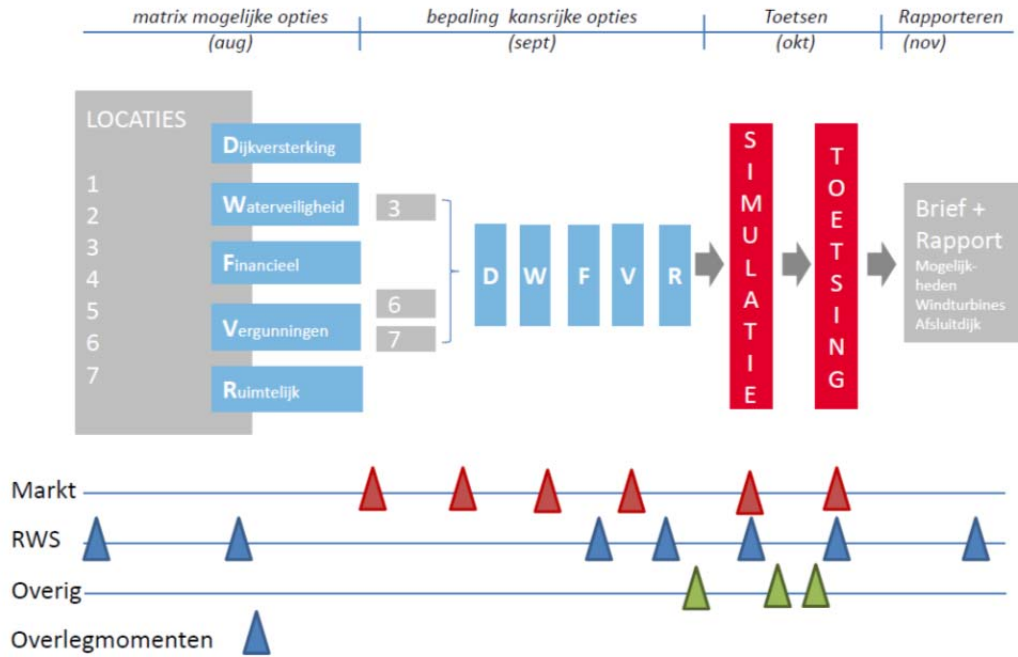 matrix mogelijke opties
(aug)
bepaling kansrijke opties
(sept)
Toetsen
(okt)
Rapporteren
(nov)
LOCATIES
1
2
3
4
5
6
7
Dijkversterking
Waterveiligheid
Financieel
Vergunningen
Ruimtelijk
3
6
7
D W F V R
SIMULATIE
TOETSING
Brief +
Rapport
Mogelijk-
heden
Windturbines
Afsluitdijk
Markt
RWS
Overig
Overlegmomenten